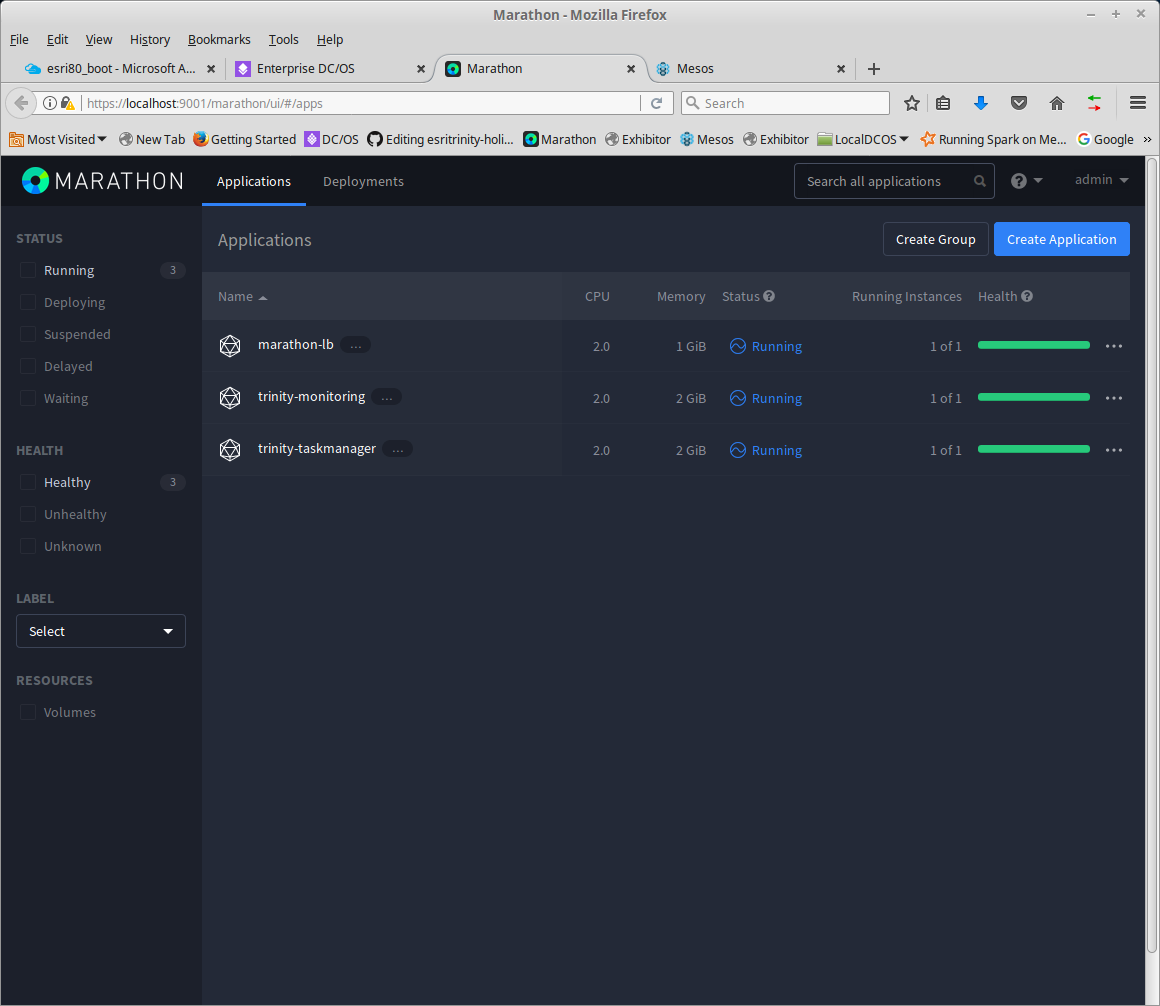 Marathon - Mozilla Firefox
File Edit View History Bookmarks Tools Help
esri80_boot - Microsoft A... Enterprise DC/OS Marathon Mesos
https://localhost:9001/marathon/ui/#/apps Search
Most Visited New Tab Getting Started DC/OS Editing esritrinity-holi... Marathon Exhibitor Mesos Exhibitor LocalDCOS Running Spark on Me... Google »
MARATHON Applications Deployments Search all applications ? admin
STATUS
Running 3
Deploying
Suspended
Delayed
Waiting
HEALTH
Healthy 3
Unhealthy
Unknown
LABEL
Select
RESOURCES
Volumes
Applications Create Group Create Application
Name CPU Memory Status ? Running Instances Health ?
marathon-lb ... 2.0 1 GiB Running 1 of 1 ...
trinity-monitoring ... 2.0 2 GiB Running 1 of 1 ...
trinity-taskmanager ... 2.0 2 GiB Running 1 of 1 ...